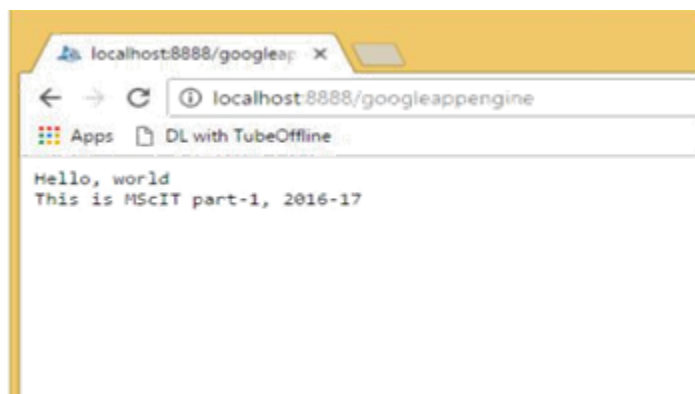 localhost:8888/googleap
localhost:8888/googleappengine
Apps DL with TubeOffline
Hello, world
This is MScIT part-1, 2016-17